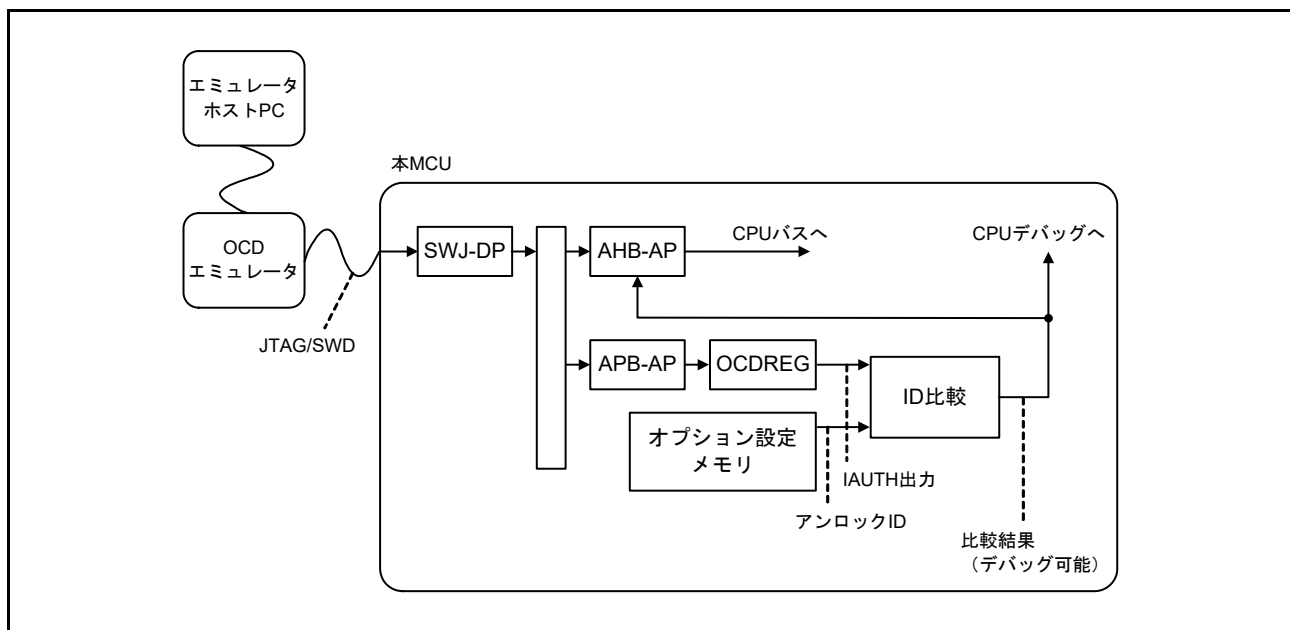 エミュレータ
ホストPC
本MCU
OCD
エミュレータ
JTAG/SWD
SWJ-DP
AHB-AP
CPUバスへ
CPUデバッグへ
APB-AP
OCDREG
ID比較
オプション設定
メモリ
IAUTH出力
アンロックID
比較結果
（デバッグ可能）